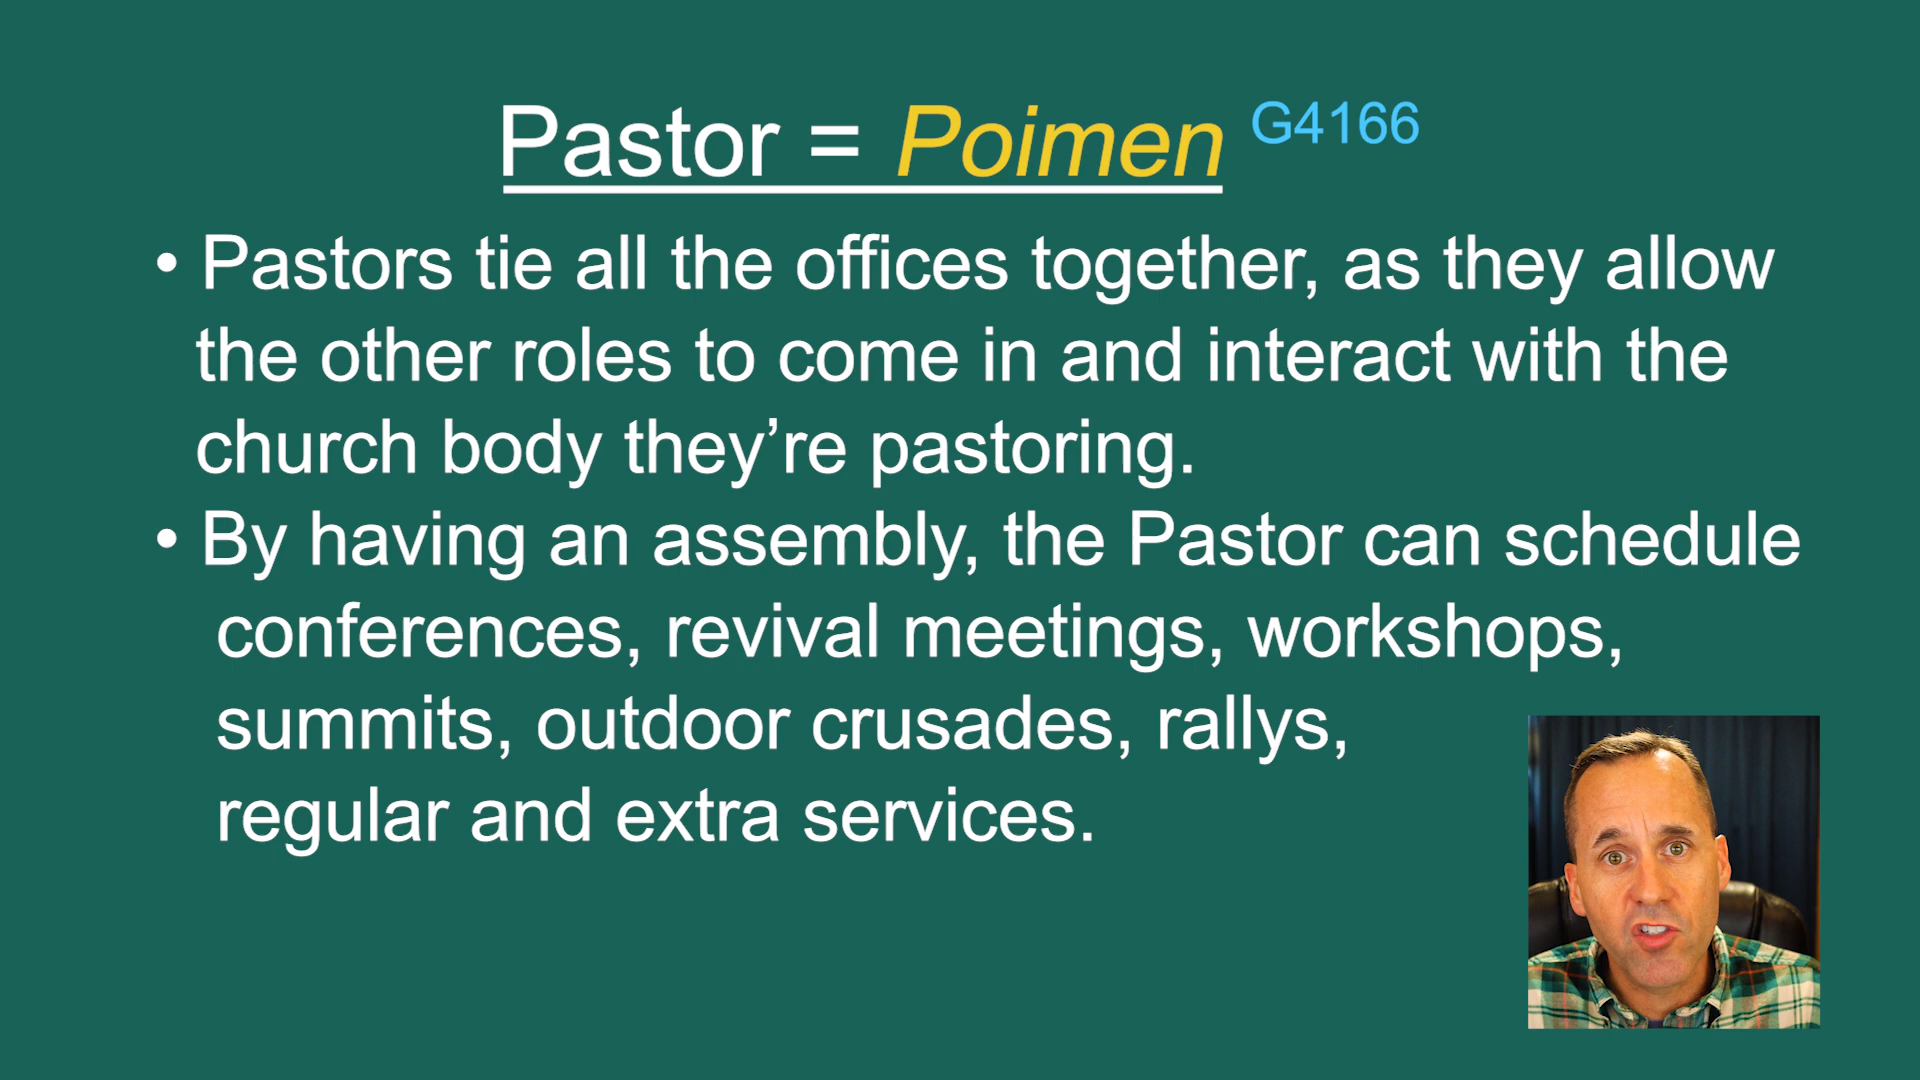 Pastor = Poimen G4166
• Pastors tie all the offices together, as they allow
the other roles to come in and interact with the
church body they’re pastoring.
• By having an assembly, the Pastor can schedule
conferences, revival meetings, workshops,
summits, outdoor crusades, rallys,
regular and extra services.